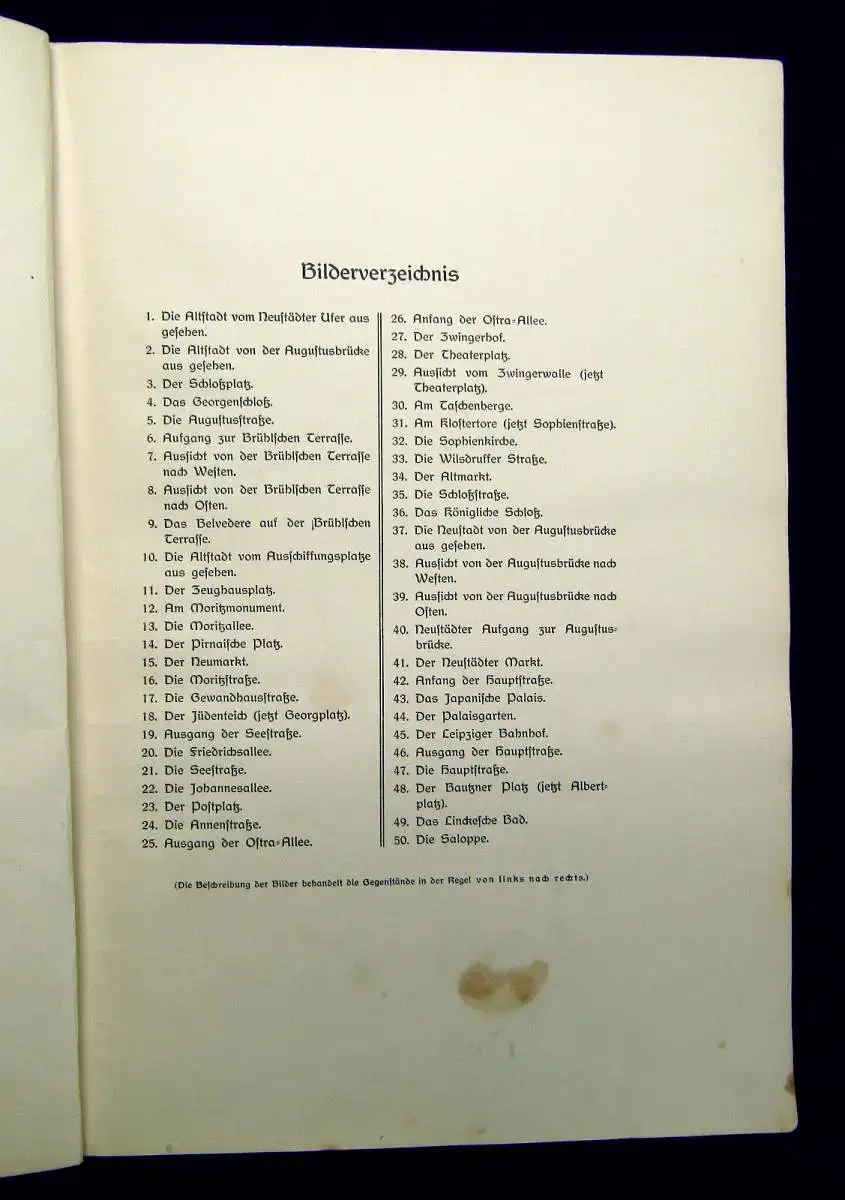 Bilderverzeichnis
1. Die Altſtadt vom Neuſtädter Ufer aus
geſehen.
2. Die Altſtadt von der Auguſtusbrücke
aus geſehen.
3. Der Schloßplatz.
4. Das Georgenſchloß.
5. Die Auguſtusſtraße.
6. Aufgang zur Brühlſchen Terraſſe.
7. Ausſicht von der Brühlſchen Terraſſe
nach Weſten.
8. Ausſicht von der Brühlſchen Terraſſe
nach Oſten.
9. Das Belvedere auf der Brühlſchen
Terraſſe.
10. Die Altſtadt vom Ausſchiffungsplatze
aus geſehen.
11. Der Zeughausplatz.
12. Am Moritzmonument.
13. Die Moritzallee.
14. Der Pirnaiſche Platz.
15. Der Neumarkt.
16. Die Moritzſtraße.
17. Die Gewandhausſtraße.
18. Der Jüdenteich (jetzt Georgplatz).
19. Ausgang der Seeſtraße.
20. Die Friedrichsallee.
21. Die Seeſtraße.
22. Die Johannesallee.
23. Der Poſtplatz.
24. Die Annenſtraße.
25. Ausgang der Oſtra=Allee.
26. Anfang der Oſtra=Allee.
27. Der Zwingerhof.
28. Der Theaterplatz.
29. Ausſicht vom Zwingerwalle (jetzt
Theaterplatz).
30. Am Taſchenberge.
31. Am Kloſtertore (jetzt Sophienſtraße).
32. Die Sophienkirche.
33. Die Wilsdruffer Straße.
34. Der Altmarkt.
35. Die Schloßſtraße.
36. Das Königliche Schloß.
37. Die Neuſtadt von der Auguſtusbrücke
aus geſehen.
38. Ausſicht von der Auguſtusbrücke nach
Weſten.
39. Ausſicht von der Auguſtusbrücke nach
Oſten.
40. Neuſtädter Aufgang zur Auguſtus=
brücke.
41. Der Neuſtädter Markt.
42. Anfang der Hauptſtraße.
43. Das Japaniſche Palais.
44. Der Palaisgarten.
45. Der Leipziger Bahnhof.
46. Ausgang der Hauptſtraße.
47. Die Hauptſtraße.
48. Der Bautzner Platz (jetzt Albert=
platz).
49. Das Linckeſche Bad.
50. Die Saloppe.
(Die Beſchreibung der Bilder behandelt die Gegenſtände in der Regel von links nach rechts.)